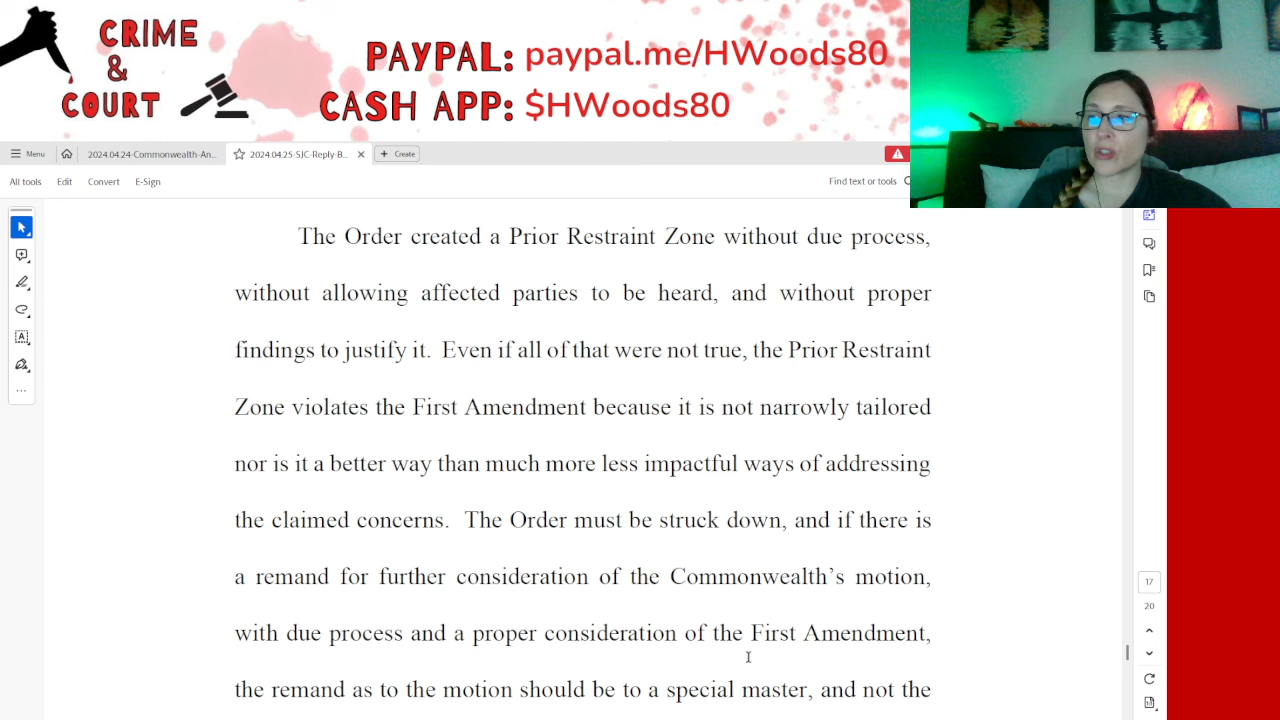 CRIME
&
COURT
PAYPAL: paypal.me/HWoods80
CASH APP: $HWoods80
Menu 2024.04.24-Commonwealth-An... 2024.04.25-SJC-Reply-B... Create
All tools Edit Convert E-Sign Find text or tools
The Order created a Prior Restraint Zone without due process,
without allowing affected parties to be heard, and without proper
findings to justify it. Even if all of that were not true, the Prior Restraint
Zone violates the First Amendment because it is not narrowly tailored
nor is it a better way than much more less impactful ways of addressing
the claimed concerns. The Order must be struck down, and if there is
a remand for further consideration of the Commonwealth's motion,
with due process and a proper consideration of the First Amendment,
the remand as to the motion should be to a special master, and not the
17
20